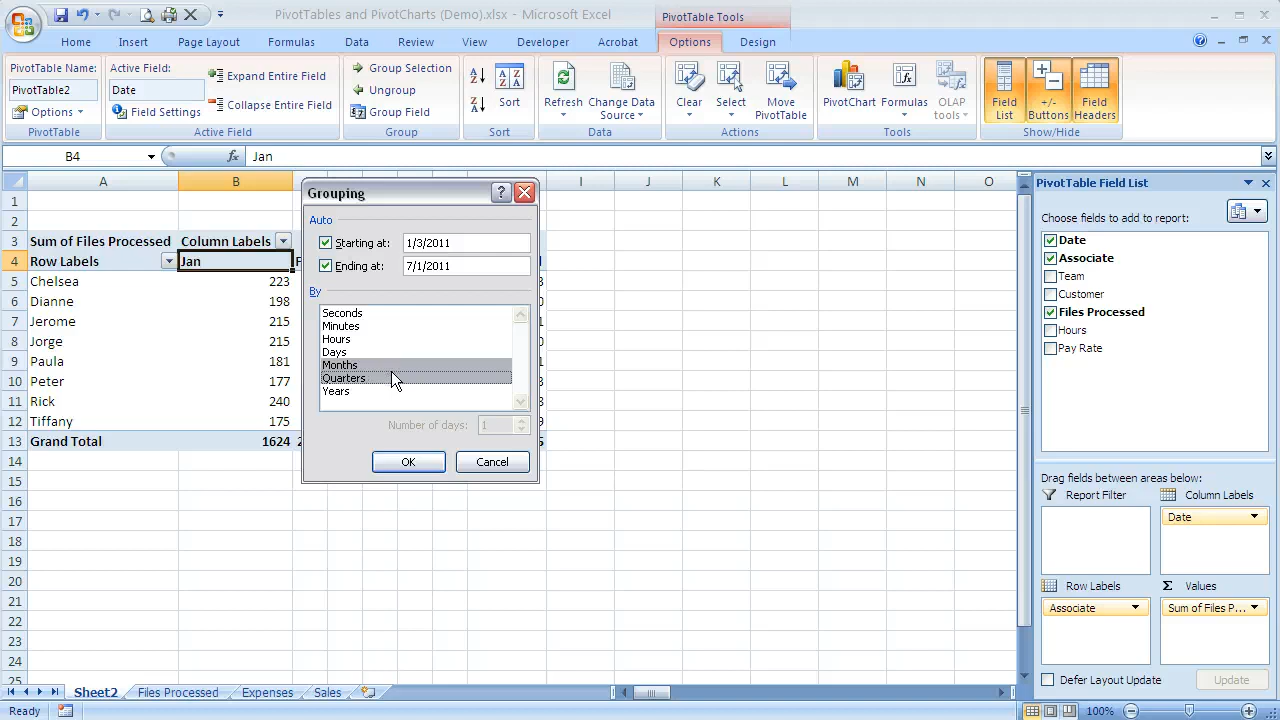 PivotTables and PivotCharts (Demo).xlsx - Microsoft Excel
PivotTable Tools
Home
Insert
Page Layout
Formulas
Data
Review
View
Developer
Acrobat
Options
Design
PivotTable Name:
PivotTable2
Options
PivotTable
Active Field:
Date
Field Settings
Expand Entire Field
Collapse Entire Field
Active Field
Group Selection
Ungroup
Group Field
Group
Sort
Sort
Refresh
Change Data
Source
Data
Clear
Select
Move
PivotTable
Actions
PivotChart
Formulas
OLAP
tools
Tools
Field
List
+/-
Buttons
Field
Headers
Show/Hide
B4
fx
Jan
A
B
I
J
K
L
M
N
O
1
2
3 Sum of Files Processed Column Labels
4 Row Labels Jan
5 Chelsea 223
6 Dianne 198
7 Jerome 215
8 Jorge 215
9 Paula 181
10 Peter 177
11 Rick 240
12 Tiffany 175
13 Grand Total 1624
14
15
16
17
18
19
20
21
22
23
24
25
Grouping
Auto
Starting at: 1/3/2011
Ending at: 7/1/2011
By
Seconds
Minutes
Hours
Days
Months
Quarters
Years
Number of days: 1
OK
Cancel
PivotTable Field List
Choose fields to add to report:
Date
Associate
Team
Customer
Files Processed
Hours
Pay Rate
Drag fields between areas below:
Report Filter
Column Labels
Date
Row Labels
Σ Values
Associate
Sum of Files P...
Defer Layout Update
Update
Sheet2
Files Processed
Expenses
Sales
Ready
100%